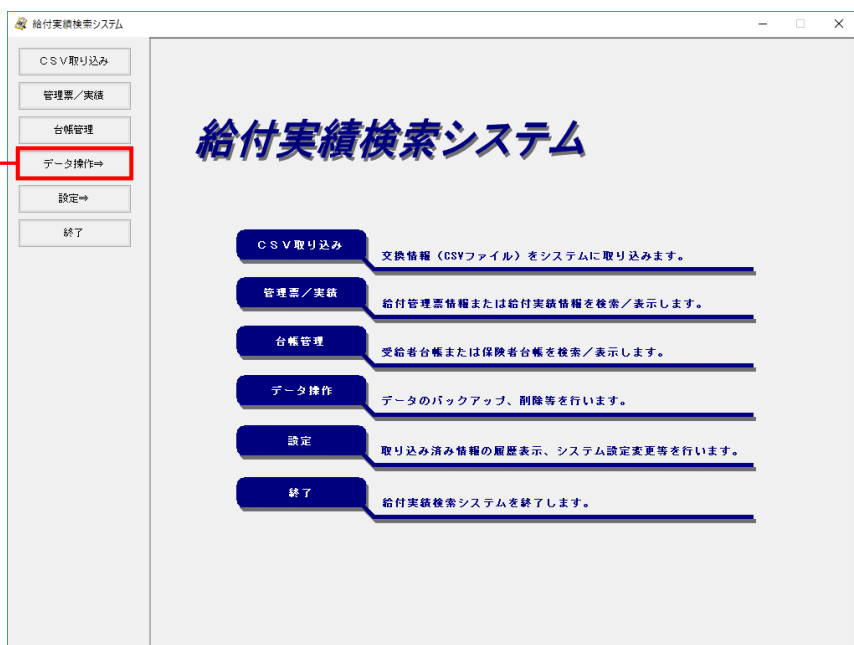 給付実績検索システム
CSV取り込み
管理票／実績
台帳管理
データ操作⇒
設定⇒
終了
給付実績検索システム
CSV取り込み
交換情報（CSVファイル）をシステムに取り込みます。
管理票／実績
給付管理票情報または給付実績情報を検索／表示します。
台帳管理
受給者台帳または保険者台帳を検索／表示します。
データ操作
データのバックアップ、削除等を行います。
設定
取り込み済み情報の履歴表示、システム設定変更等を行います。
終了
給付実績検索システムを終了します。